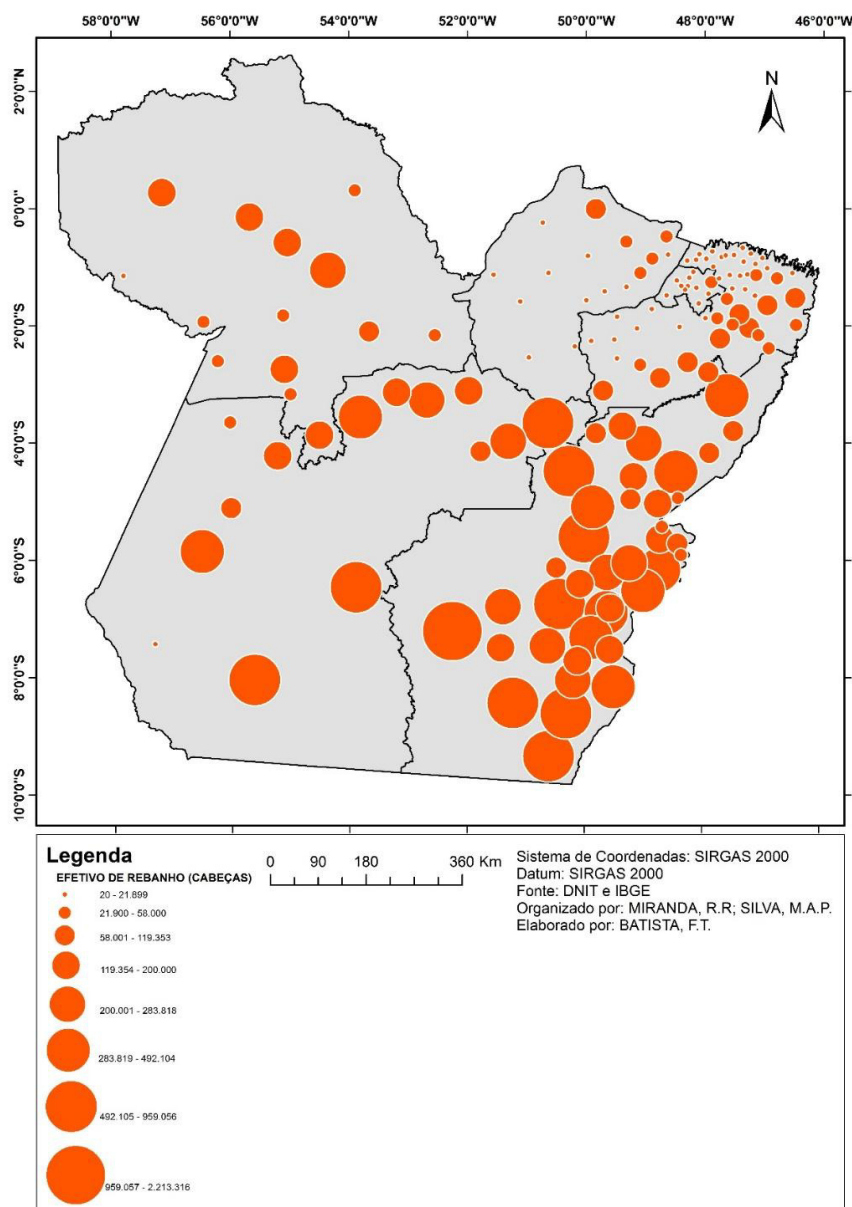 58°0'0"W 56°0'0"W 54°0'0"W 52°0'0"W 50°0'0"W 48°0'0"W 46°0'0"W
N
2°0'0"N
0°0'0"
2°0'0"S
4°0'0"S
6°0'0"S
8°0'0"S
10°0'0"S
Legenda
EFETIVO DE REBANHO (CABEÇAS)
20 - 21.899
21.900 - 58.000
58.001 - 119.353
119.354 - 200.000
200.001 - 283.818
283.819 - 492.104
492.105 - 959.056
959.057 - 2.213.316
0 90 180 360 Km
Sistema de Coordenadas: SIRGAS 2000
Datum: SIRGAS 2000
Fonte: DNIT e IBGE
Organizado por: MIRANDA, R.R; SILVA, M.A.P.
Elaborado por: BATISTA, F.T.